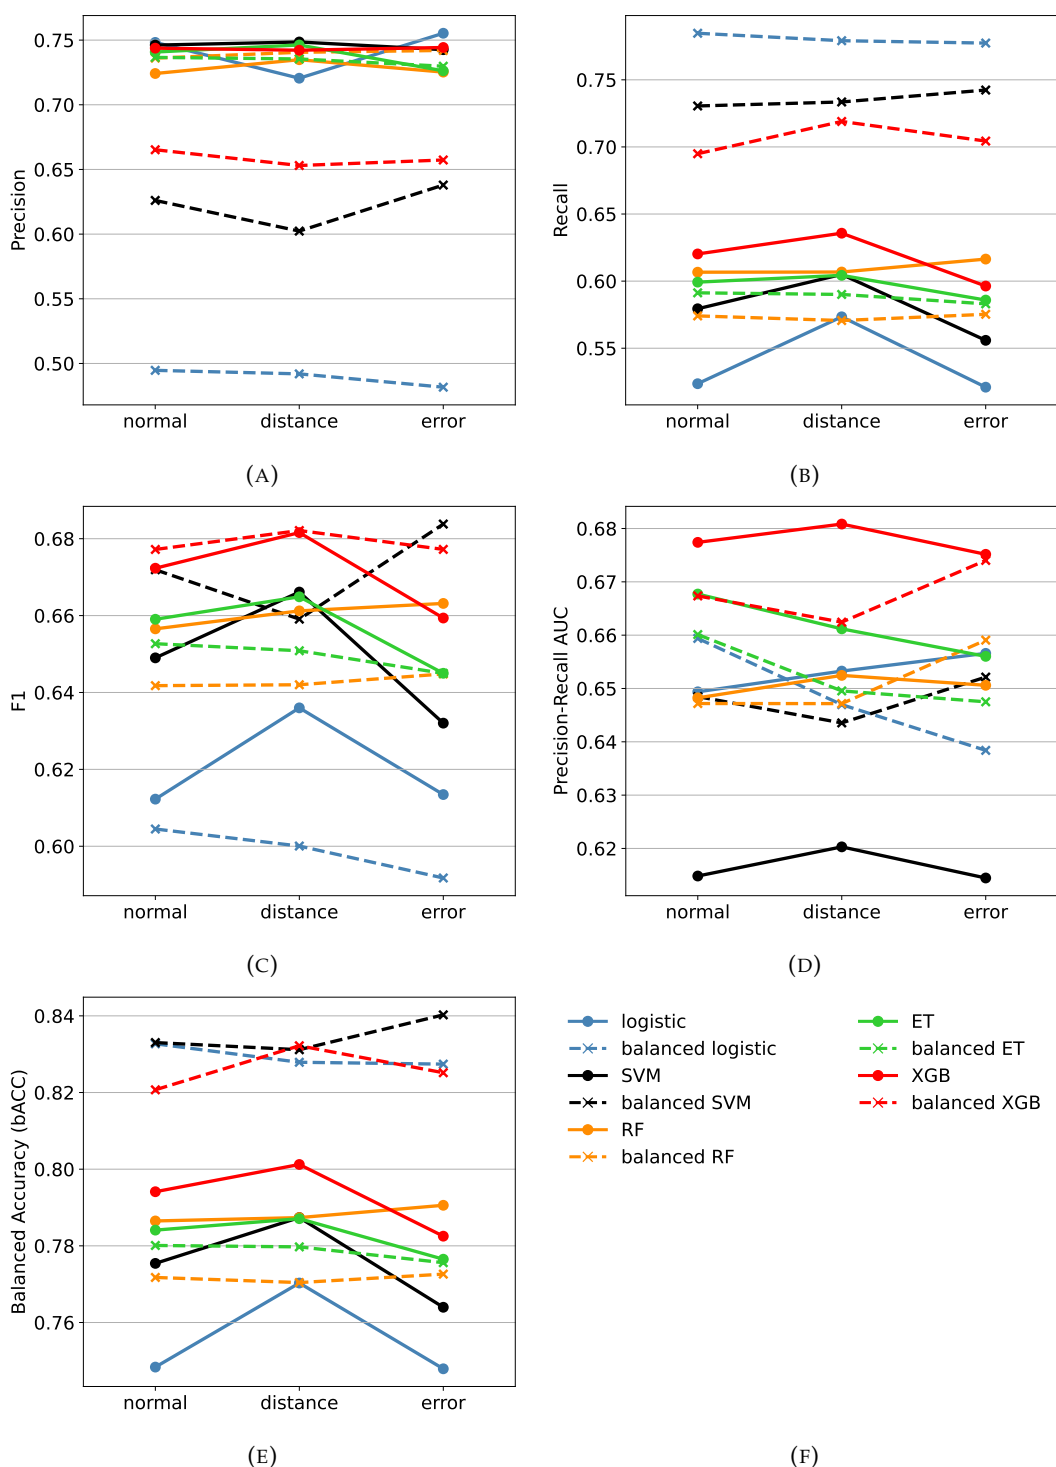 0.75
0.70
0.65
0.60
0.55
0.50
Precision
normal distance error
(A)
0.75
0.70
0.65
0.60
0.55
Recall
normal distance error
(B)
0.68
0.66
0.64
0.62
0.60
F1
normal distance error
(C)
0.68
0.67
0.66
0.65
0.64
0.63
0.62
Precision-Recall AUC
normal distance error
(D)
0.84
0.82
0.80
0.78
0.76
Balanced Accuracy (bACC)
normal distance error
(E)
logistic
balanced logistic
SVM
balanced SVM
RF
balanced RF
ET
balanced ET
XGB
balanced XGB
(F)